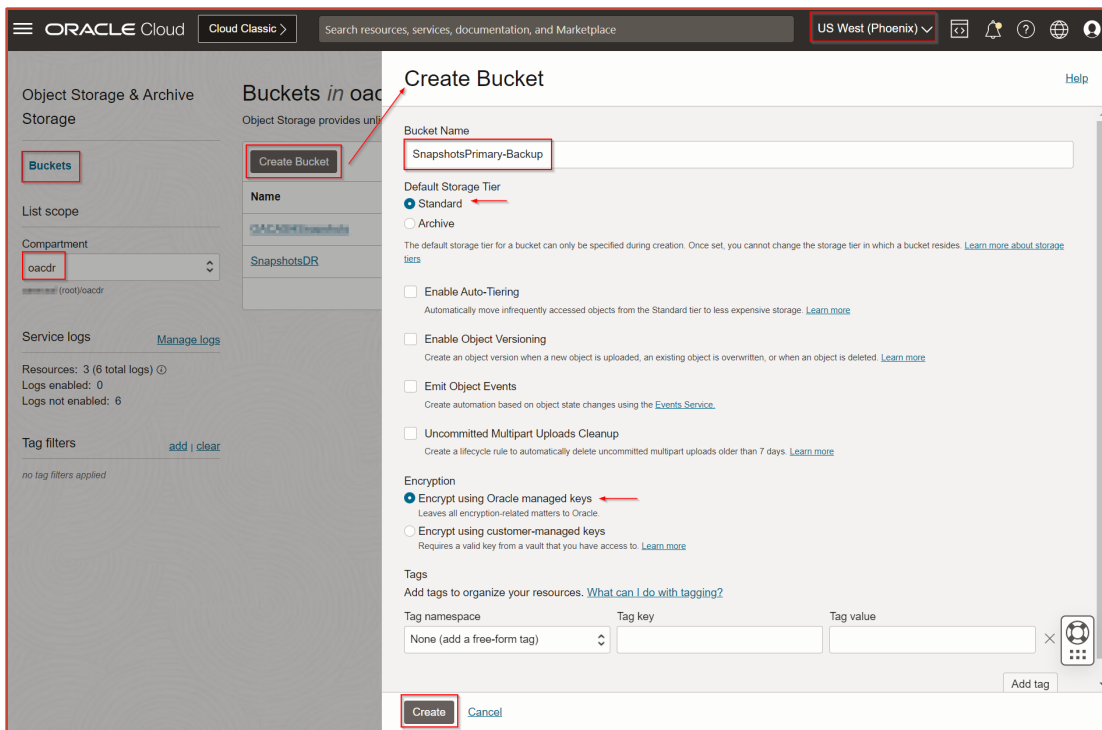 ORACLE Cloud
Cloud Classic >
Search resources, services, documentation, and Marketplace
US West (Phoenix)
Object Storage & Archive
Storage
Buckets
List scope
Compartment
oacdr
(root)/oacdr
Service logs
Manage logs
Resources: 3 (6 total logs)
Logs enabled: 0
Logs not enabled: 6
Tag filters
add | clear
no tag filters applied
Buckets in oac
Object Storage provides unli
Create Bucket
Name
SnapshotsDR
Create Bucket
Help
Bucket Name
SnapshotsPrimary-Backup
Default Storage Tier
Standard
Archive
The default storage tier for a bucket can only be specified during creation. Once set, you cannot change the storage tier in which a bucket resides. Learn more about storage
tiers
Enable Auto-Tiering
Automatically move infrequently accessed objects from the Standard tier to less expensive storage. Learn more
Enable Object Versioning
Create an object version when a new object is uploaded, an existing object is overwritten, or when an object is deleted. Learn more
Emit Object Events
Create automation based on object state changes using the Events Service.
Uncommitted Multipart Uploads Cleanup
Create a lifecycle rule to automatically delete uncommitted multipart uploads older than 7 days. Learn more
Encryption
Encrypt using Oracle managed keys
Leaves all encryption-related matters to Oracle.
Encrypt using customer-managed keys
Requires a valid key from a vault that you have access to. Learn more
Tags
Add tags to organize your resources. What can I do with tagging?
Tag namespace
Tag key
Tag value
None (add a free-form tag)
Add tag
Create
Cancel